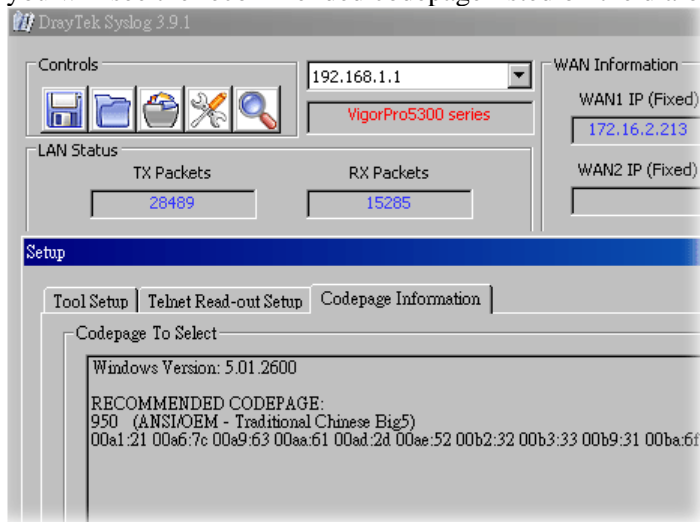 DrayTek Syslog 3.9.1
Controls
192.168.1.1
WAN Information
VigorPro5300 series
WAN1 IP (Fixed)
172.16.2.213
LAN Status
TX Packets
RX Packets
WAN2 IP (Fixed)
28489
15285
Setup
Tool Setup
Telnet Read-out Setup
Codepage Information
Codepage To Select
Windows Version: 5.01.2600
RECOMMENDED CODEPAGE:
950   (ANSI/OEM - Traditional Chinese Big5)
00a1:21 00a6:7c 00a9:63 00aa:61 00ad:2d 00ae:52 00b2:32 00b3:33 00b9:31 00ba:6f